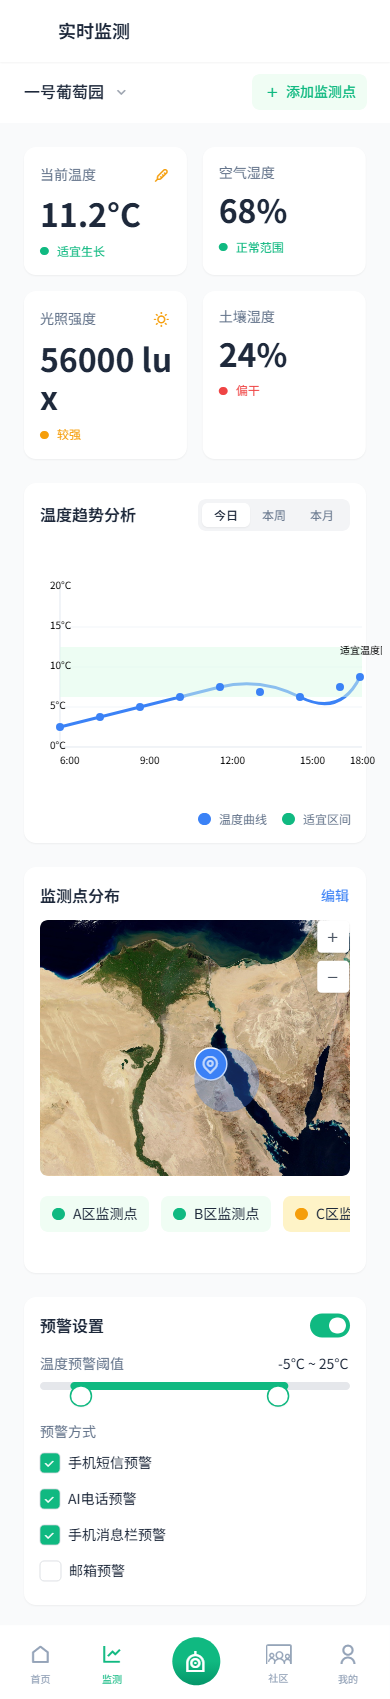 实时监测
一号葡萄园
+ 添加监测点
当前温度
11.2°C
适宜生长
空气湿度
68%
正常范围
光照强度
56000 lu
x
较强
土壤湿度
24%
偏干
温度趋势分析
今日 本周 本月
20°C
15°C
适宜温度
10°C
5°C
0°C
6:00 9:00 12:00 15:00 18:00
温度曲线 适宜区间
监测点分布
编辑
+
−
A区监测点 B区监测点 C区监
预警设置
温度预警阈值
-5°C ~ 25°C
预警方式
手机短信预警
AI电话预警
手机消息栏预警
邮箱预警
首页 监测 社区 我的